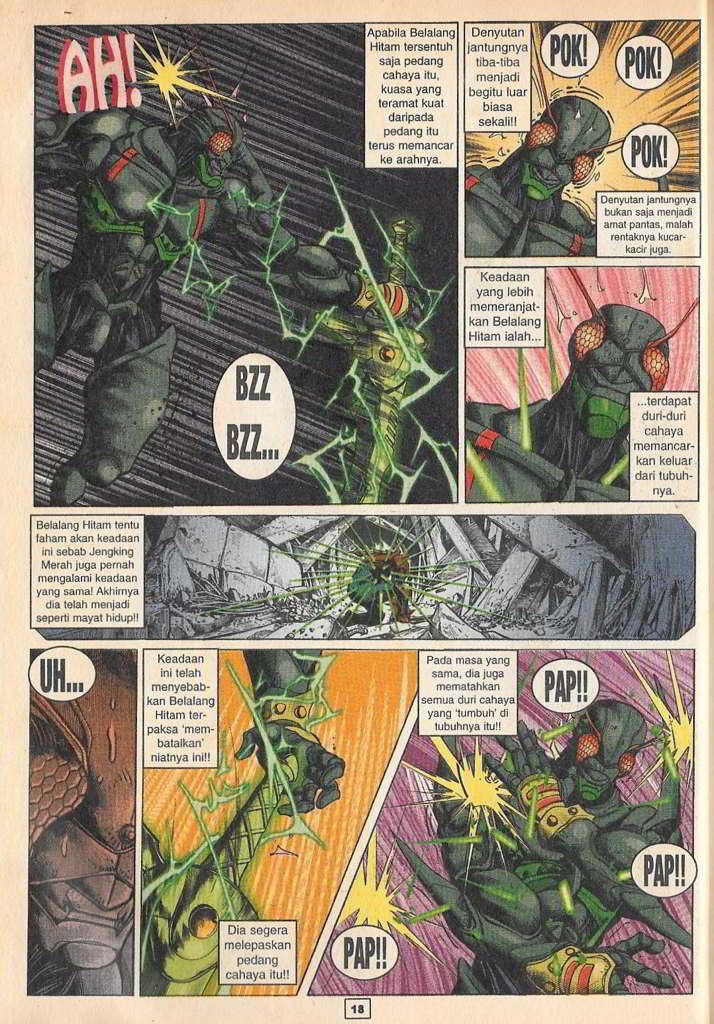 AH!
Apabila Belalang
Hitam tersentuh
saja pedang
cahaya itu,
kuasa yang
teramat kuat
daripada
pedang itu
terus memancar
ke arahnya.
BZZ
BZZ...
Denyutan
jantungnya
tiba-tiba
menjadi
begitu luar
biasa
sekali!!
POK!
POK!
POK!
Denyutan jantungnya
bukan saja menjadi
amat pantas, malah
rentaknya kucar-
kacir juga.
Keadaan
yang lebih
memeranjat-
kan Belalang
Hitam ialah...
...terdapat
duri-duri
cahaya
memancar-
kan keluar
dari tubuh-
nya.
Belalang Hitam tentu
faham akan keadaan
ini sebab Jengking
Merah juga pernah
mengalami keadaan
yang sama! Akhirnya
dia telah menjadi
seperti mayat hidup!!
UH...
Keadaan
ini telah
menyebab-
kan Belalang
Hitam ter-
paksa 'mem-
bataikan'
niatnya ini!!
Dia segera
melepaskan
pedang
cahaya itu!!
Pada masa yang
sama, dia juga
mematahkan
semua duri cahaya
yang 'tumbuh' di
tubuhnya itu!!
PAP!!
PAP!!
PAP!!
18